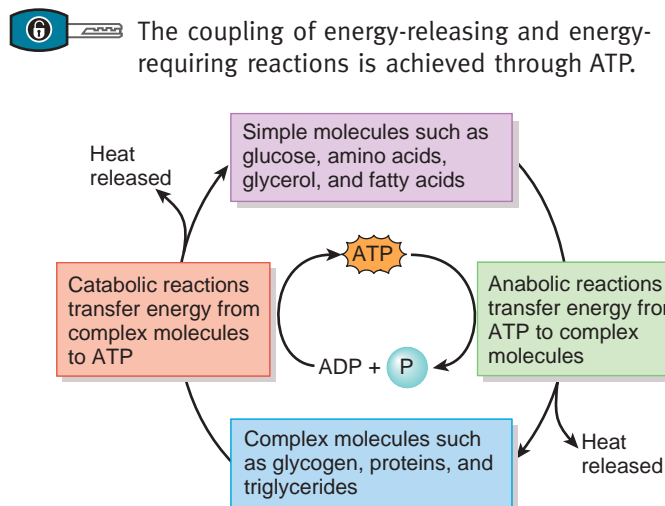 The coupling of energy-releasing and energy-
requiring reactions is achieved through ATP.
Simple molecules such as
glucose, amino acids,
glycerol, and fatty acids
Heat
released
ATP
Catabolic reactions
transfer energy from
complex molecules
to ATP
Anabolic reactions
transfer energy from
ATP to complex
molecules
ADP + P
Complex molecules such
as glycogen, proteins, and
triglycerides
Heat
released